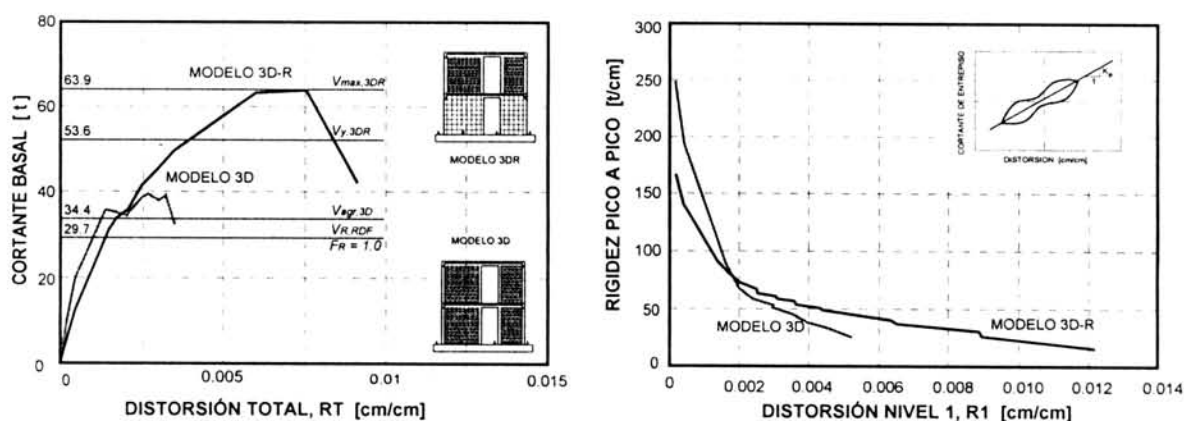 CORTANTE BASAL [ t ]
80
60
40
20
0
63.9
53.6
34.4
29.7
MODELO 3D-R
MODELO 3D
Vmax.3DR
Vy.3DR
Vagr.3D
VR.RDF
FR = 1.0
MODELO 3DR
MODELO 3D
0
0.005
0.01
0.015
DISTORSIÓN TOTAL, RT [cm/cm]
RIGIDEZ PICO A PICO [t/cm]
300
250
200
150
100
50
0
CORTANTE DE ENTREPISO
DISTORSION [cm/cm]
1
MODELO 3D
MODELO 3D-R
0
0.002
0.004
0.006
0.008
0.010
0.012
0.014
DISTORSIÓN NIVEL 1, R1 [cm/cm]